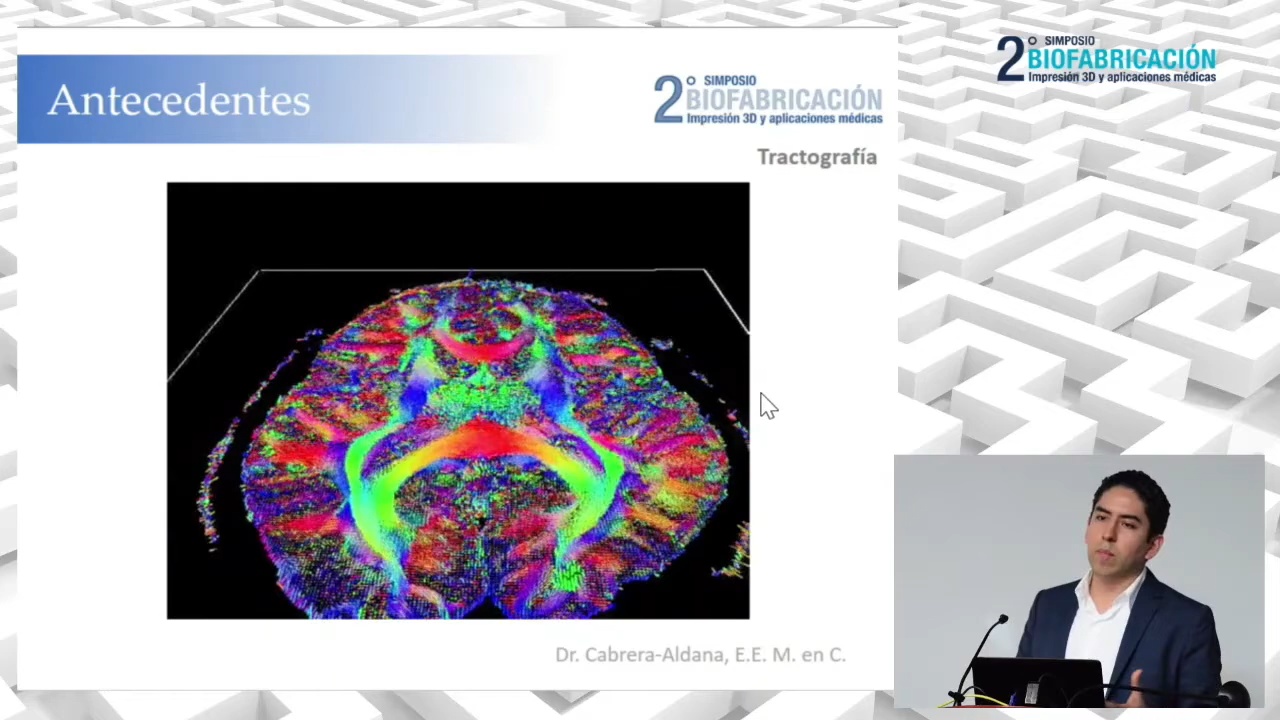 Antecedentes
2° SIMPOSIO
BIOFABRICACIÓN
Impresión 3D y aplicaciones médicas
Tractografía
Dr. Cabrera-Aldana, E.E. M. en C.
2° SIMPOSIO
BIOFABRICACIÓN
Impresión 3D y aplicaciones médicas